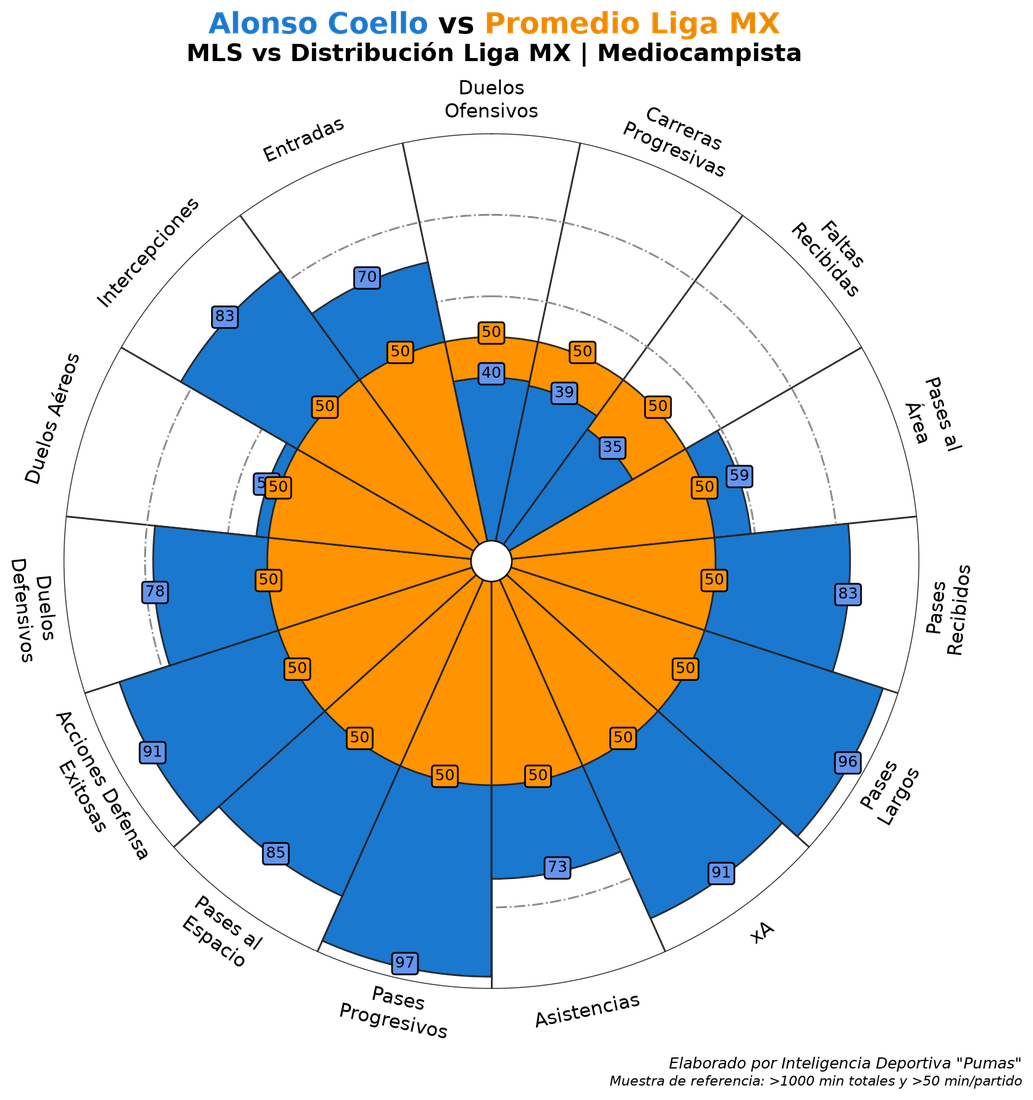 Alonso Coello vs Promedio Liga MX
MLS vs Distribución Liga MX | Mediocampista
Duelos
Ofensivos
Carreras
Progresivas
Faltas
Recibidas
Pases al
Área
Pases
Recibidos
Pases
Largos
xA
Asistencias
Pases
Progresivos
Pases al
Espacio
Acciones Defensa
Exitosas
Duelos
Defensivos
Duelos Aéreos
Intercepciones
Entradas
50
40
50
39
50
35
50
59
50
83
50
96
50
91
50
73
50
97
50
85
50
91
50
78
50
50
83
50
70
Elaborado por Inteligencia Deportiva "Pumas"
Muestra de referencia: >1000 min totales y >50 min/partido